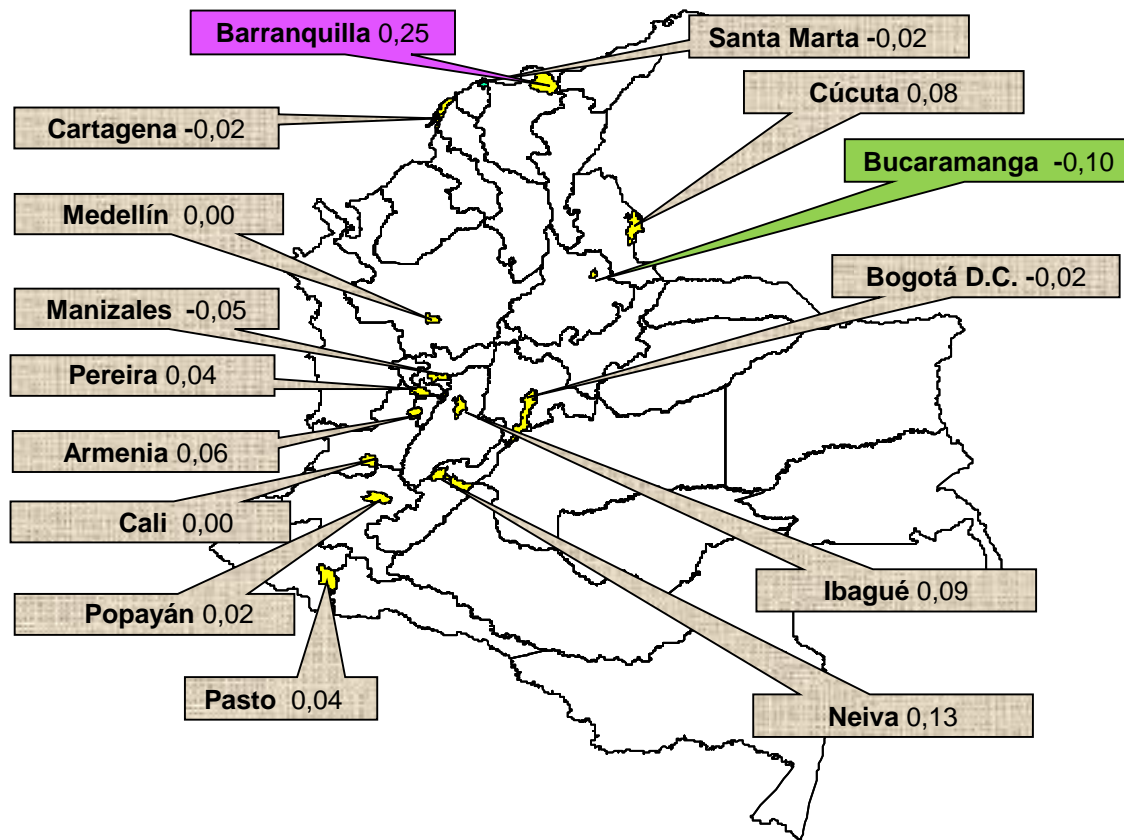 Barranquilla 0,25
Santa Marta -0,02
Cúcuta 0,08
Cartagena -0,02
Bucaramanga -0,10
Medellín 0,00
Bogotá D.C. -0,02
Manizales -0,05
Pereira 0,04
Armenia 0,06
Cali 0,00
Ibagué 0,09
Popayán 0,02
Pasto 0,04
Neiva 0,13